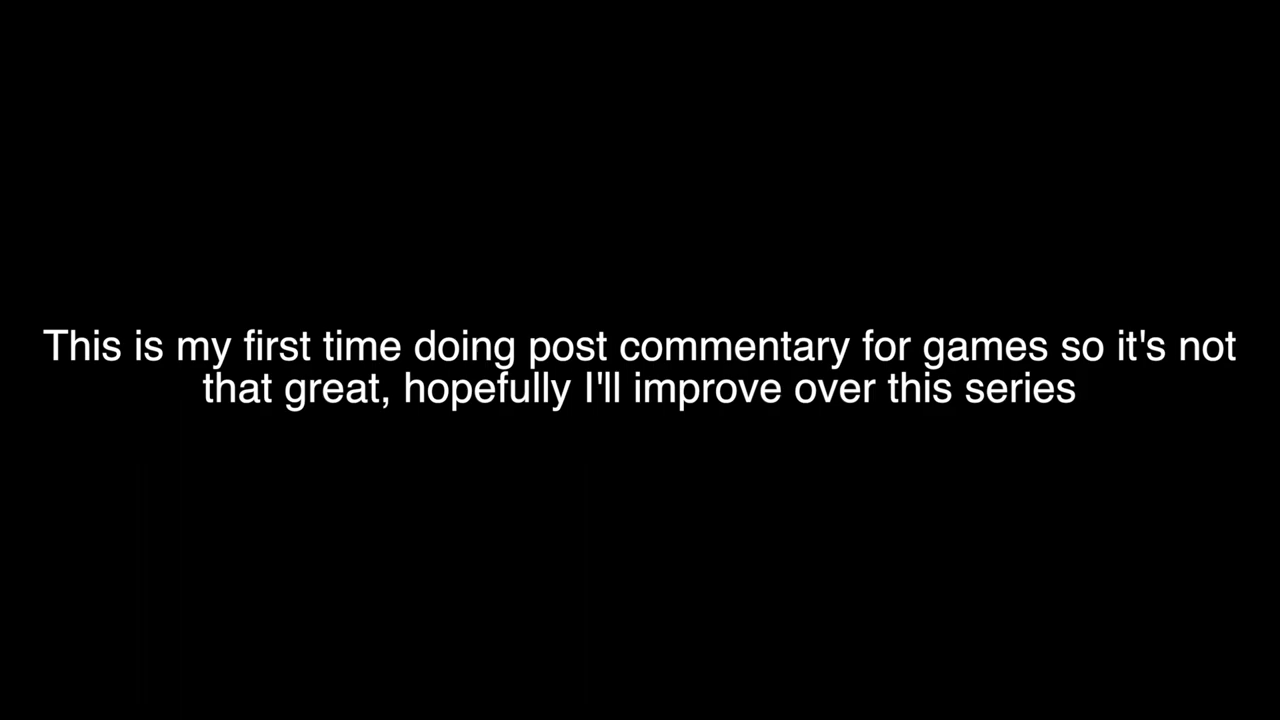 This is my first time doing post commentary for games so it's not
that great, hopefully I'll improve over this series